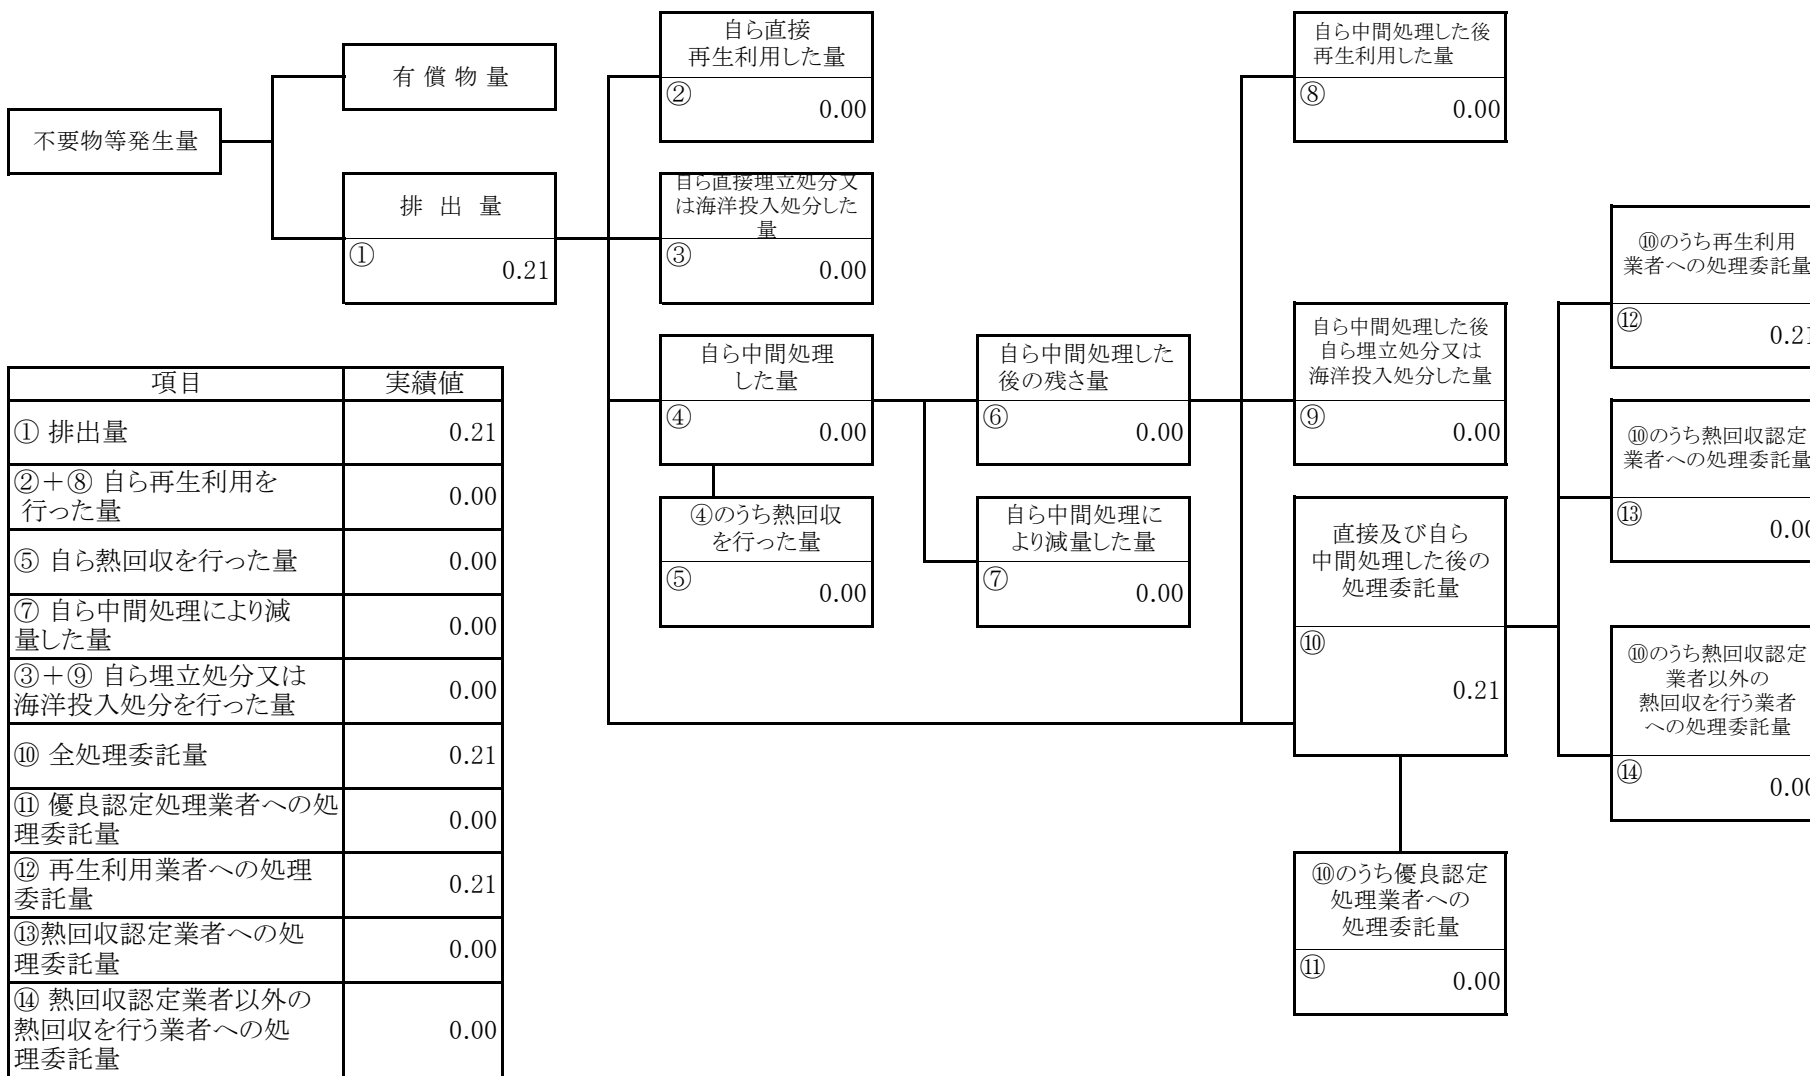 不要物等発生量
有 償 物 量
排 出 量
①
0.21
自ら直接
再生利用した量
②
0.00
自ら直接埋立処分又
は海洋投入処分した
量
③
0.00
自ら中間処理
した量
④
0.00
④のうち熱回収
を行った量
⑤
0.00
自ら中間処理した
後の残さ量
⑥
0.00
自ら中間処理に
より減量した量
⑦
0.00
自ら中間処理した後
再生利用した量
⑧
0.00
自ら中間処理した後
自ら埋立処分又は
海洋投入処分した量
⑨
0.00
直接及び自ら
中間処理した後の
処理委託量
⑩
0.21
⑩のうち優良認定
処理業者への
処理委託量
⑪
0.00
⑩のうち再生利用
業者への処理委託量
⑫
0.21
⑩のうち熱回収認定
業者への処理委託量
⑬
0.00
⑩のうち熱回収認定
業者以外の
熱回収を行う業者
への処理委託量
⑭
0.00
項目 実績値
① 排出量 0.21
②+⑧ 自ら再生利用を
行った量 0.00
⑤ 自ら熱回収を行った量 0.00
⑦ 自ら中間処理により減
量した量 0.00
③+⑨ 自ら埋立処分又は
海洋投入処分を行った量 0.00
⑩ 全処理委託量 0.21
⑪ 優良認定処理業者への処
理委託量 0.00
⑫ 再生利用業者への処理
委託量 0.21
⑬熱回収認定業者への処
理委託量 0.00
⑭ 熱回収認定業者以外の
熱回収を行う業者への処
理委託量 0.00